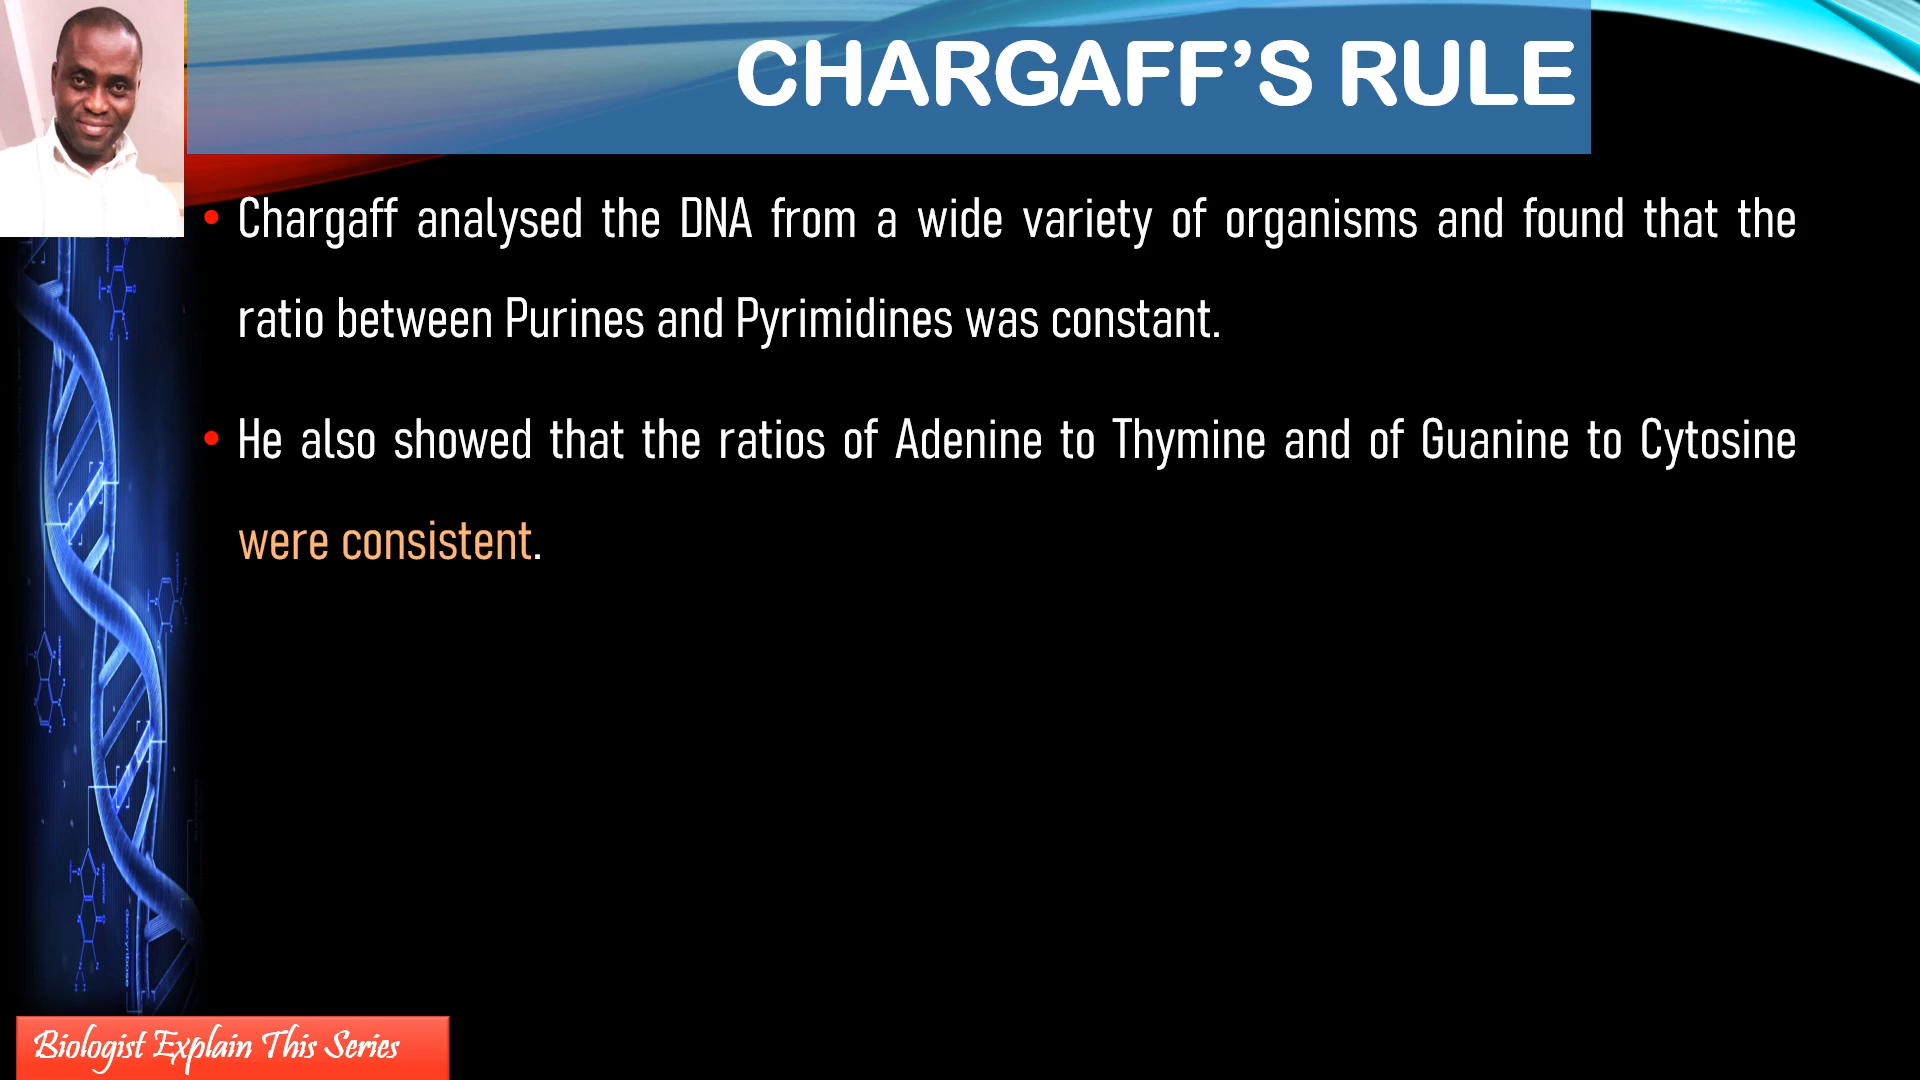 CHARGAFF’S RULE
• Chargaff analysed the DNA from a wide variety of organisms and found that the
ratio between Purines and Pyrimidines was constant.
• He also showed that the ratios of Adenine to Thymine and of Guanine to Cytosine
were consistent.
Biologist Explain This Series